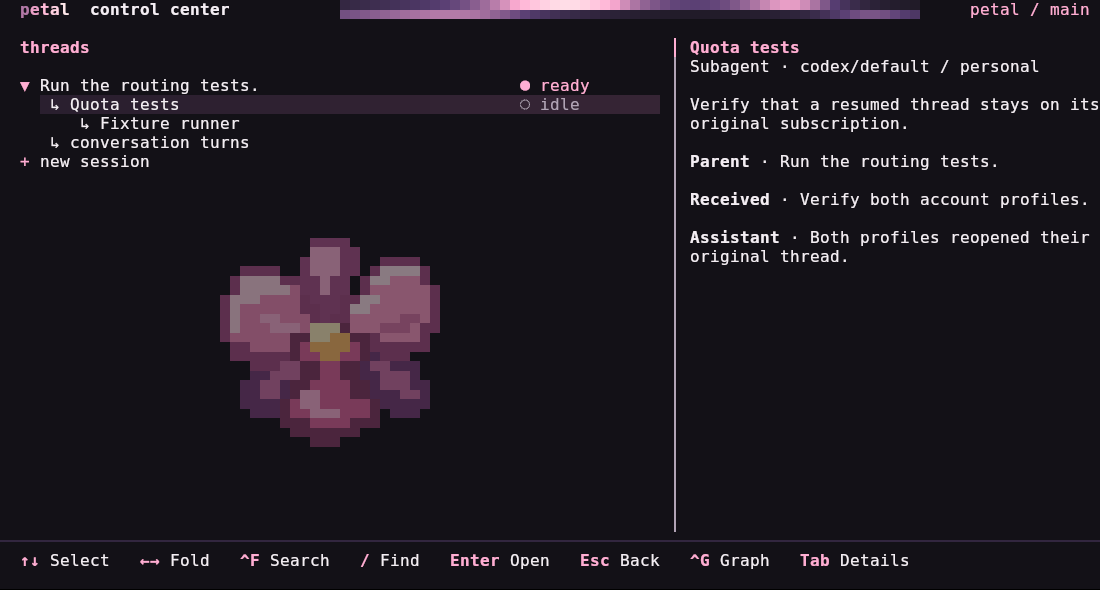 petal control center
petal / main
threads
▼ Run the routing tests. ● ready
↳ Quota tests ○ idle
↳ Fixture runner
↳ conversation turns
+ new session
Quota tests
Subagent · codex/default / personal
Verify that a resumed thread stays on its
original subscription.
Parent · Run the routing tests.
Received · Verify both account profiles.
Assistant · Both profiles reopened their
original thread.
↑↓ Select ←→ Fold ^F Search / Find Enter Open Esc Back ^G Graph Tab Details